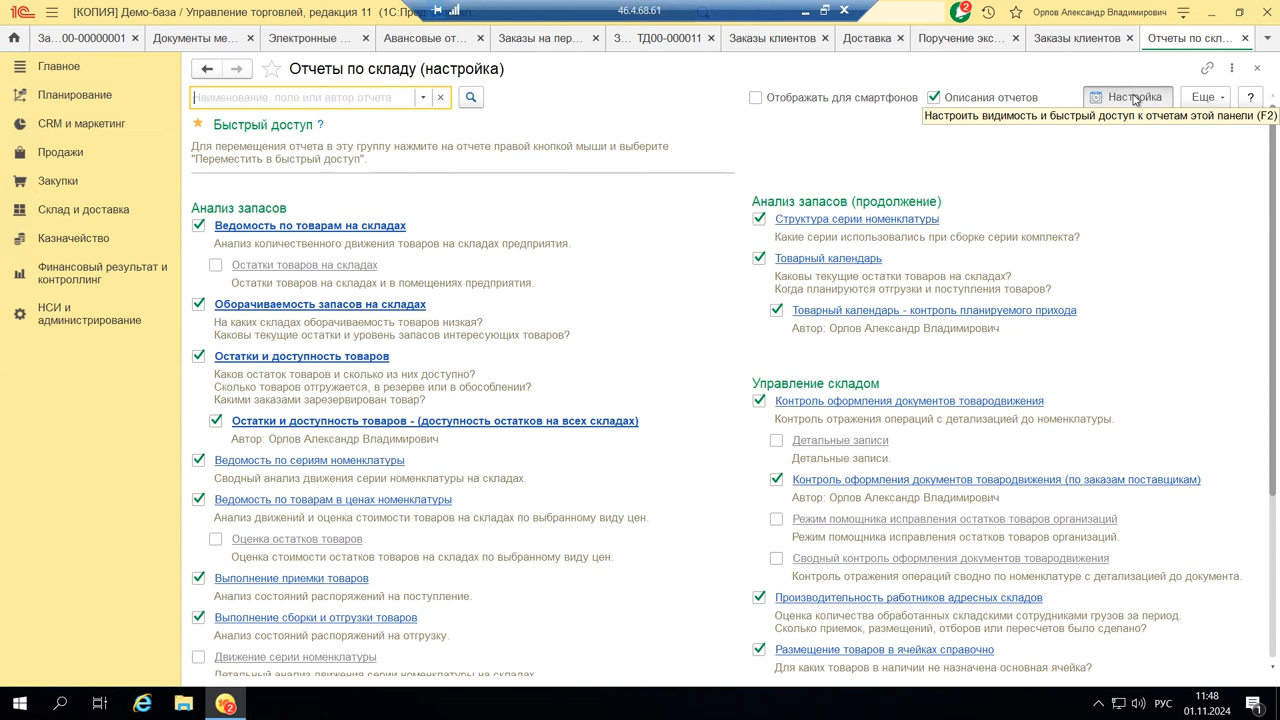 [КОПИЯ] Демо-база / Управление торговлей, редакция 11 (1С:Пре
46.4.68.61
2
Орлов Александр Владимирович
За...00-00000001
Документы ме...
Электронные ...
Авансовые от...
Заказы на пер...
З... ТД00-000011
Заказы клиентов
Доставка
Поручение экс...
Заказы клиентов
Отчеты по скл...
Главное
Планирование
CRM и маркетинг
Продажи
Закупки
Склад и доставка
Казначейство
Финансовый результат и
контроллинг
НСИ и
администрирование
Отчеты по складу (настройка)
Наименование, поле или автор отчета
Отображать для смартфонов
Описания отчетов
Настройка
Еще
?
Настроить видимость и быстрый доступ к отчетам этой панели (F2)
Быстрый доступ ?
Для перемещения отчета в эту группу нажмите на отчете правой кнопкой мыши и выберите
"Переместить в быстрый доступ".
Анализ запасов
Ведомость по товарам на складах
Анализ количественного движения товаров на складах предприятия.
Остатки товаров на складах
Остатки товаров на складах и в помещениях предприятия.
Оборачиваемость запасов на складах
На каких складах оборачиваемость товаров низкая?
Каковы текущие остатки и уровень запасов интересующих товаров?
Остатки и доступность товаров
Каков остаток товаров и сколько из них доступно?
Сколько товаров отгружается, в резерве или в обособлении?
Какими заказами зарезервирован товар?
Остатки и доступность товаров - (доступность остатков на всех складах)
Автор: Орлов Александр Владимирович
Ведомость по сериям номенклатуры
Сводный анализ движения серии номенклатуры на складах.
Ведомость по товарам в ценах номенклатуры
Анализ движений и оценка стоимости товаров на складах по выбранному виду цен.
Оценка остатков товаров
Оценка стоимости остатков товаров на складах по выбранному виду цен.
Выполнение приемки товаров
Анализ состояний распоряжений на поступление.
Выполнение сборки и отгрузки товаров
Анализ состояний распоряжений на отгрузку.
Движение серии номенклатуры
Детальный анализ движения серии номенклатуры на складах
Анализ запасов (продолжение)
Структура серии номенклатуры
Какие серии использовались при сборке серии комплекта?
Товарный календарь
Каковы текущие остатки товаров на складах?
Когда планируются отгрузки и поступления товаров?
Товарный календарь - контроль планируемого прихода
Автор: Орлов Александр Владимирович
Управление складом
Контроль оформления документов товародвижения
Контроль отражения операций с детализацией до номенклатуры.
Детальные записи
Детальные записи.
Контроль оформления документов товародвижения (по заказам поставщикам)
Автор: Орлов Александр Владимирович
Режим помощника исправления остатков товаров организаций
Режим помощника исправления остатков товаров организаций.
Сводный контроль оформления документов товародвижения
Контроль отражения операций сводно по номенклатуре с детализацией до документа.
Производительность работников адресных складов
Оценка количества обработанных складскими сотрудниками грузов за период.
Сколько приемок, размещений, отборов или пересчетов было сделано?
Размещение товаров в ячейках справочно
Для каких товаров в наличии не назначена основная ячейка?
2
РУС
11:48
01.11.2024
1